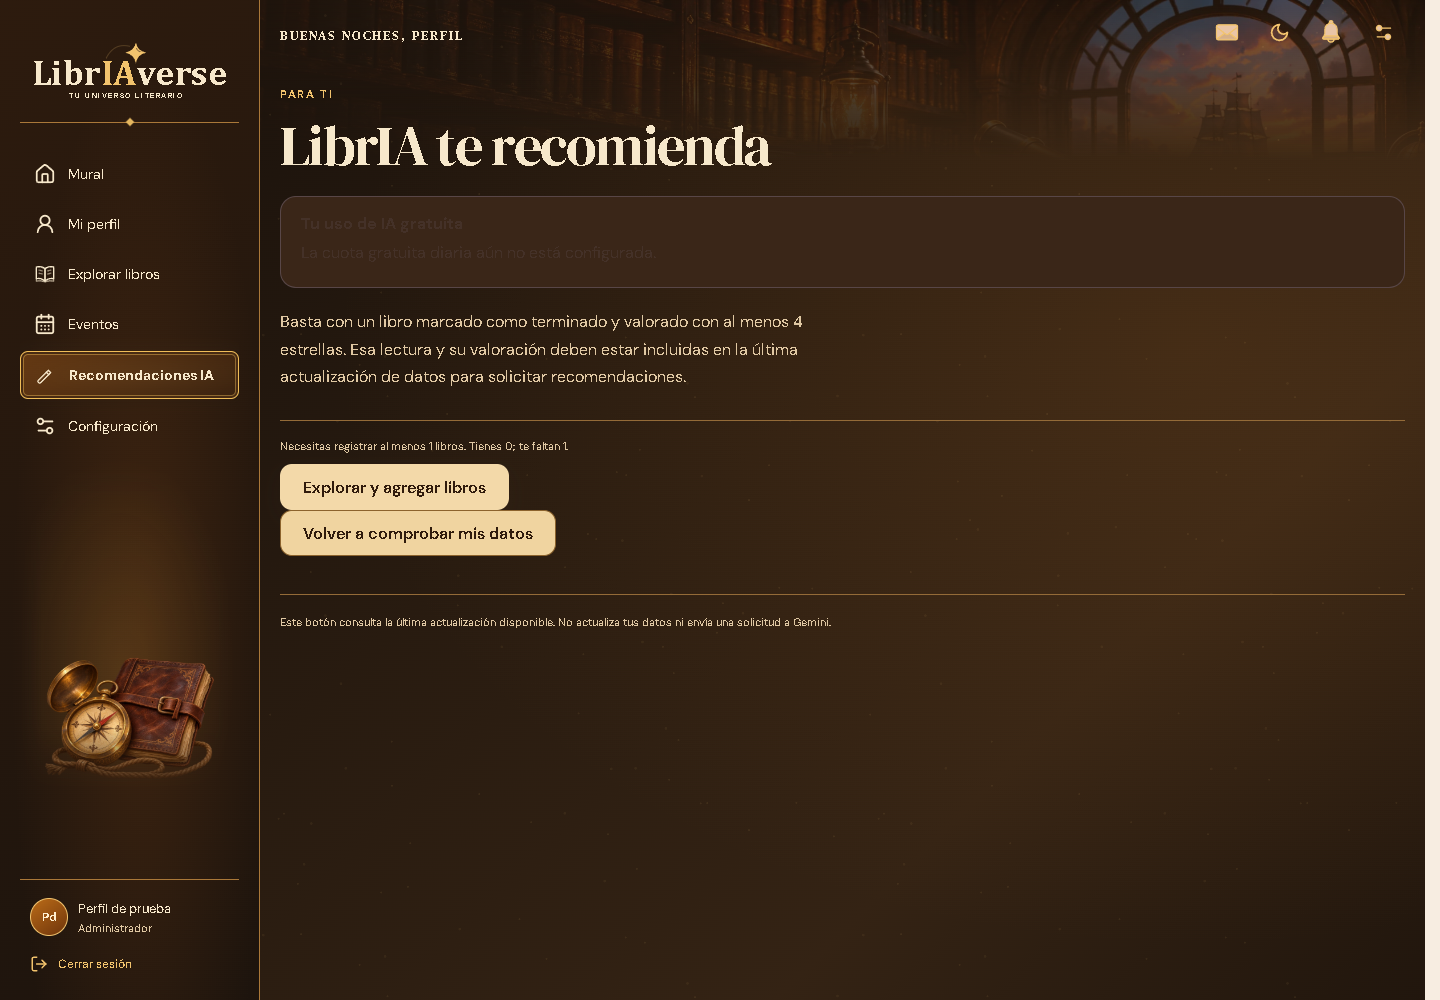 LibrIAverse
TU UNIVERSO LITERARIO
Mural
Mi perfil
Explorar libros
Eventos
Recomendaciones IA
Configuración
Pd
Perfil de prueba
Administrador
Cerrar sesión
BUENAS NOCHES, PERFIL
PARA TI
LibrIA te recomienda
Tu uso de IA gratuita
La cuota gratuita diaria aún no está configurada.
Basta con un libro marcado como terminado y valorado con al menos 4
estrellas. Esa lectura y su valoración deben estar incluidas en la última
actualización de datos para solicitar recomendaciones.
Necesitas registrar al menos 1 libros. Tienes 0; te faltan 1.
Explorar y agregar libros
Volver a comprobar mis datos
Este botón consulta la última actualización disponible. No actualiza tus datos ni envía una solicitud a Gemini.